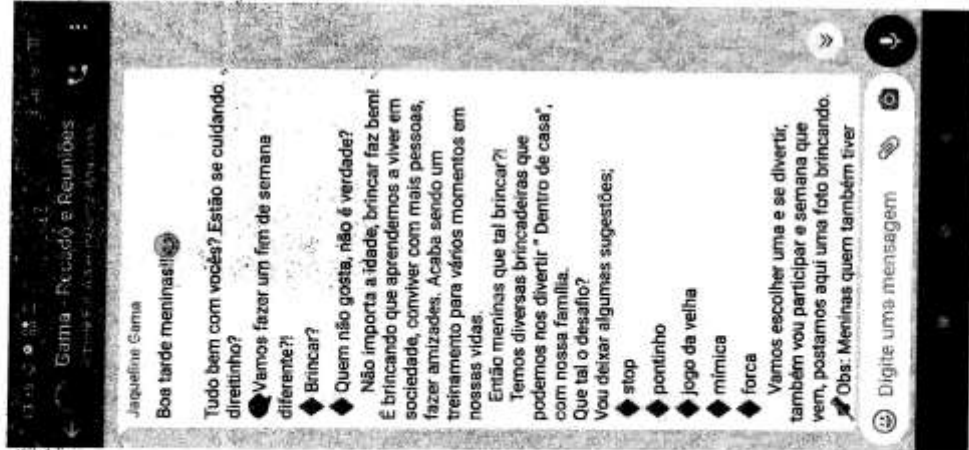 Gama - Recado e Reuniões
Jaqueline Gama
Boa tarde meninas!!
Tudo bem com vocês? Estão se cuidando
direitinho?
Vamos fazer um fim de semana
diferente?!
Brincar?
Quem não gosta, não é verdade?
Não importa a idade, brincar faz bem!
É brincando que aprendemos a viver em
sociedade, conviver com mais pessoas,
fazer amizades. Acaba sendo um
treinamento para vários momentos em
nossas vidas.
Então meninas que tal brincar?!
Temos diversas brincadeiras que
podemos nos divertir " Dentro de casa",
com nossa família.
Que tal o desafio?
Vou deixar algumas sugestões;
stop
pontinho
jogo da velha
mímica
forca
Vamos escolher uma e se divertir,
também vou participar e semana que
vem, postamos aqui uma foto brincando.
Obs: Meninas quem também tiver
Digite uma mensagem